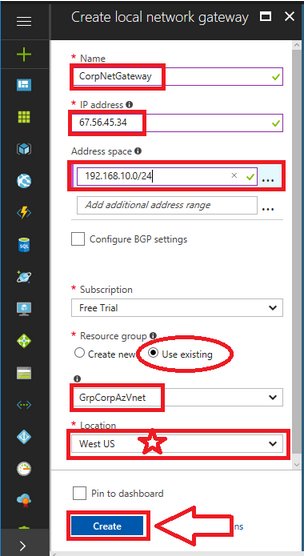 Create local network gateway
* Name
CorpNetGateway
* IP address
67.56.45.34
Address space
192.168.10.0/24
Add additional address range
...
Configure BGP settings
* Subscription
Free Trial
* Resource group
Create new Use existing
GrpCorpAzVnet
* Location
West US
Pin to dashboard
Create
ns